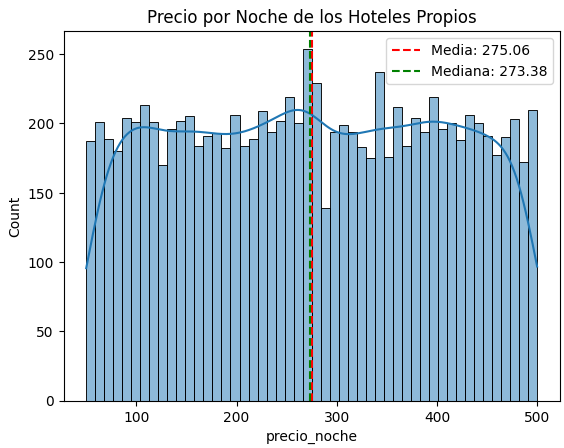 Precio por Noche de los Hoteles Propios
Media: 275.06
Mediana: 273.38
250
200
150
100
50
0
Count
100
200
300
400
500
precio_noche